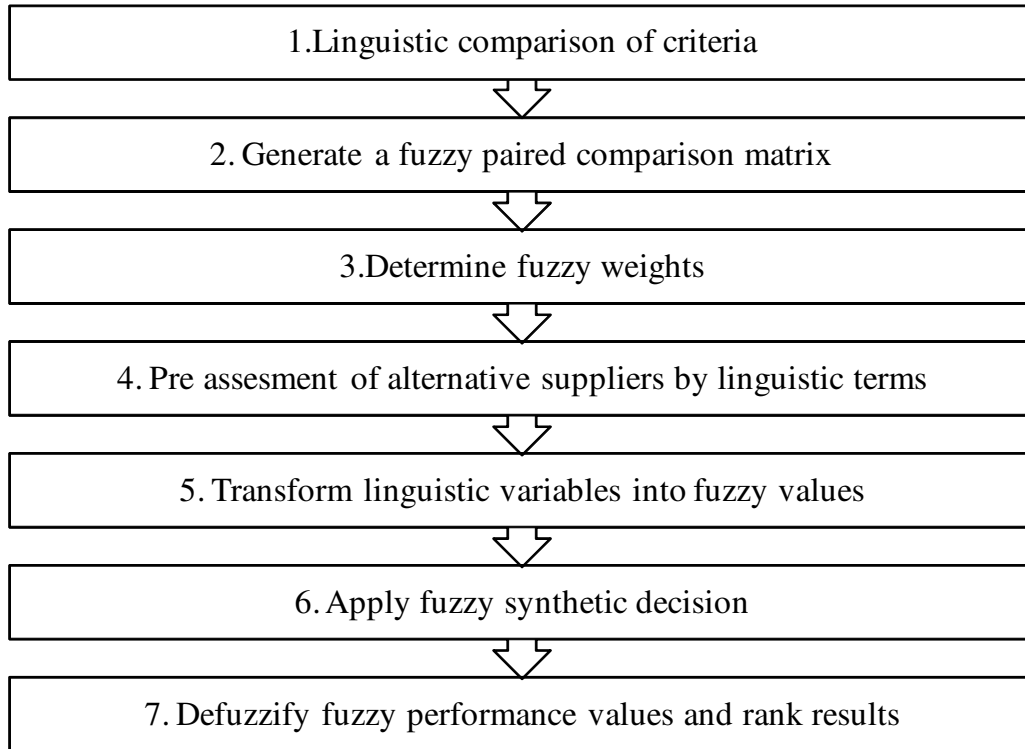 1.Linguistic comparison of criteria
2. Generate a fuzzy paired comparison matrix
3.Determine fuzzy weights
4. Pre assesment of alternative suppliers by linguistic terms
5. Transform linguistic variables into fuzzy values
6. Apply fuzzy synthetic decision
7. Defuzzify fuzzy performance values and rank results